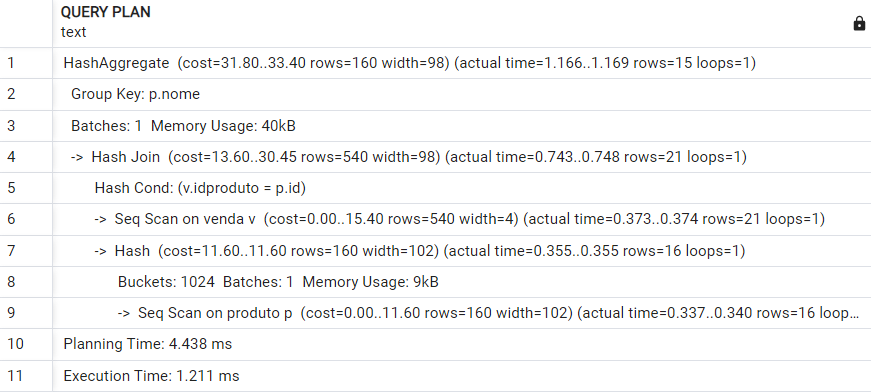 QUERY PLAN
text
1 HashAggregate (cost=31.80..33.40 rows=160 width=98) (actual time=1.166..1.169 rows=15 loops=1)
2 Group Key: p.nome
3 Batches: 1 Memory Usage: 40kB
4 -> Hash Join (cost=13.60..30.45 rows=540 width=98) (actual time=0.743..0.748 rows=21 loops=1)
5 Hash Cond: (v.idproduto = p.id)
6 -> Seq Scan on venda v (cost=0.00..15.40 rows=540 width=4) (actual time=0.373..0.374 rows=21 loops=1)
7 -> Hash (cost=11.60..11.60 rows=160 width=102) (actual time=0.355..0.355 rows=16 loops=1)
8 Buckets: 1024 Batches: 1 Memory Usage: 9kB
9 -> Seq Scan on produto p (cost=0.00..11.60 rows=160 width=102) (actual time=0.337..0.340 rows=16 loop...
10 Planning Time: 4.438 ms
11 Execution Time: 1.211 ms